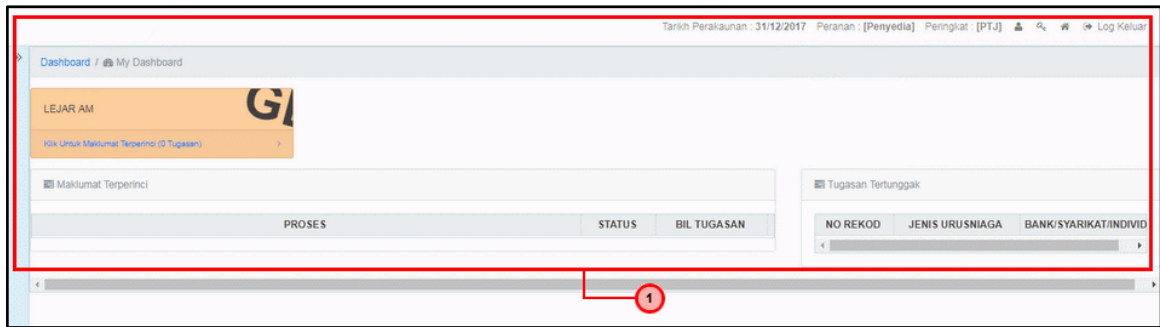 Tarikh Perakaunan : 31/12/2017 Peranan : [Penyedia] Peringkat : [PTJ] Log Keluar
Dashboard / My Dashboard
LEJAR AM
GL
Klik Untuk Maklumat Terperinci (0 Tugasan)
Maklumat Terperinci
Tugasan Tertunggak
PROSES STATUS BIL TUGASAN
NO REKOD JENIS URUSNIAGA BANK/SYARIKAT/INDIVID
1